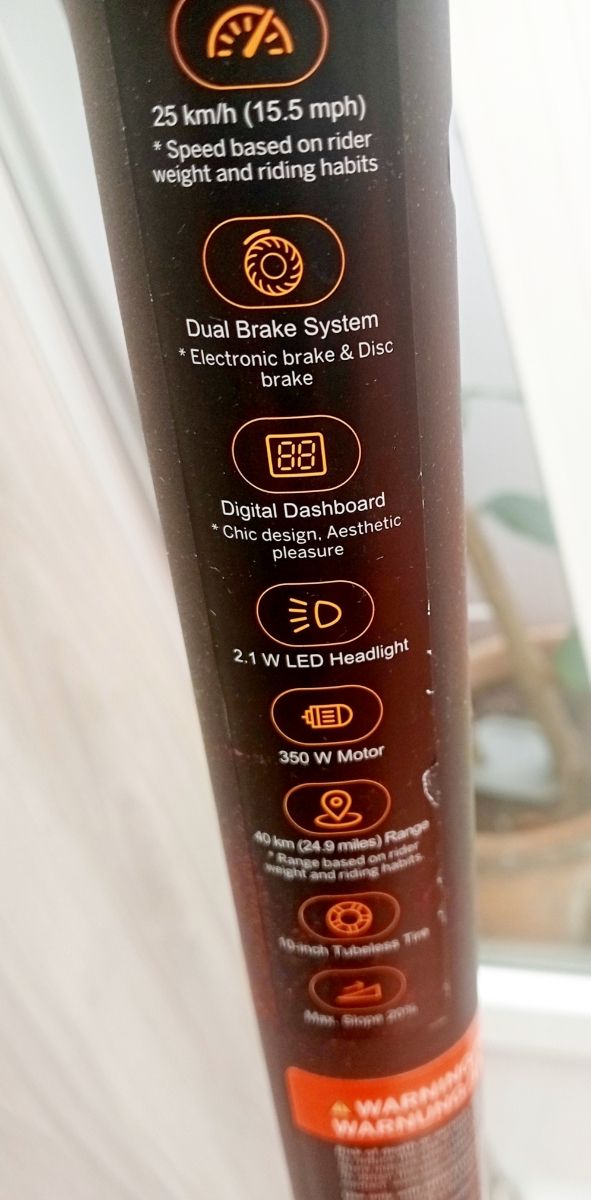 25 km/h (15.5 mph)
* Speed based on rider
weight and riding habits
Dual Brake System
* Electronic brake & Disc
brake
88
Digital Dashboard
* Chic design, Aesthetic
pleasure
2.1 W LED Headlight
350 W Motor
40 km (24.9 miles) Range
* Range based on rider
weight and riding habits
10-inch Tubeless Tire
Max. Slope 20%
WARNING
WARNUNG